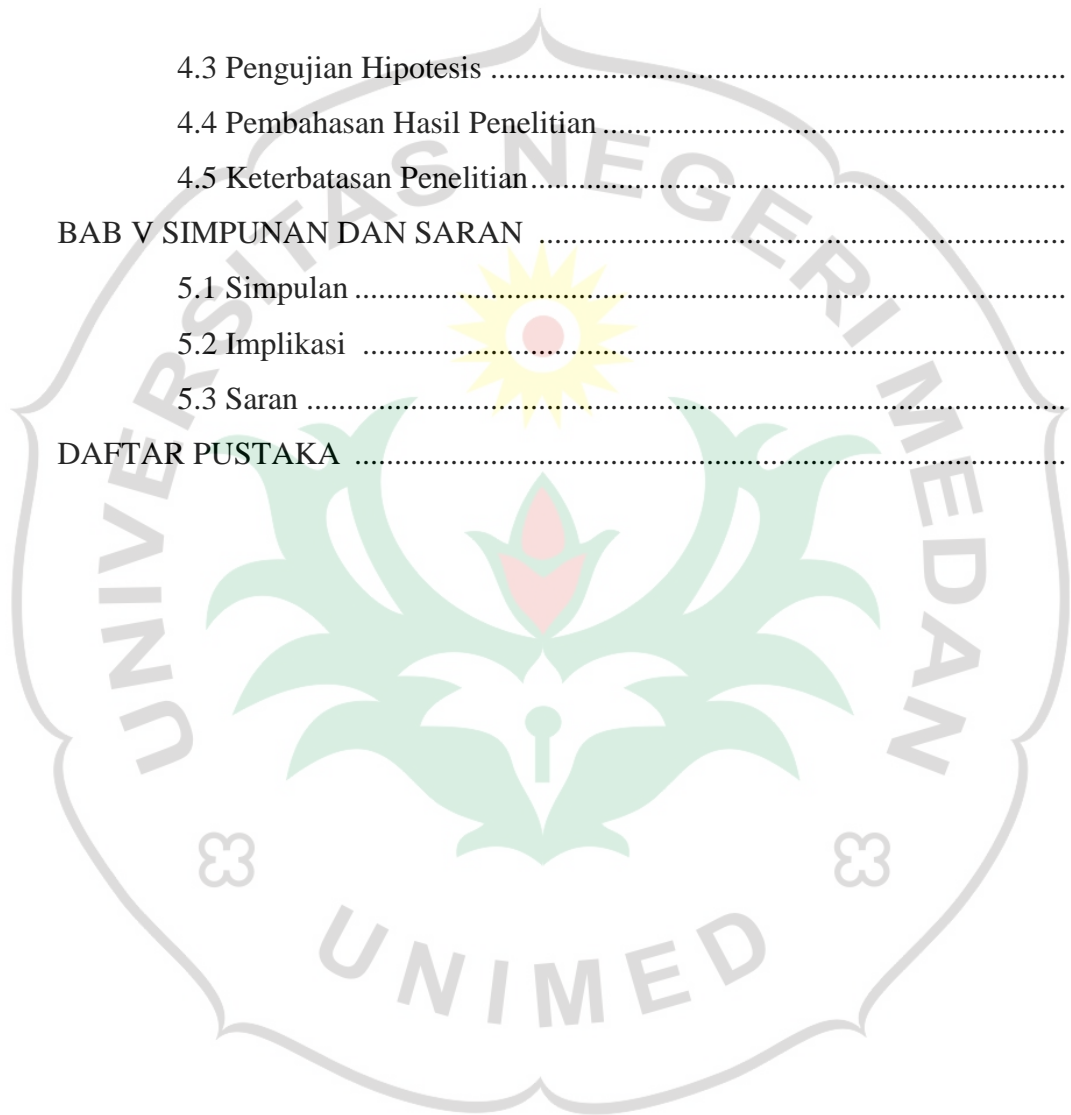 4.3 Pengujian Hipotesis ........................................................................
4.4 Pembahasan Hasil Penelitian ..........................................................
4.5 Keterbatasan Penelitian...................................................................
BAB V SIMPUNAN DAN SARAN ..................................................................
5.1 Simpulan .........................................................................................
5.2 Implikasi ........................................................................................
5.3 Saran ...............................................................................................
DAFTAR PUSTAKA .........................................................................................
UNIVERSITAS NEGERI MEDAN
UNIMED